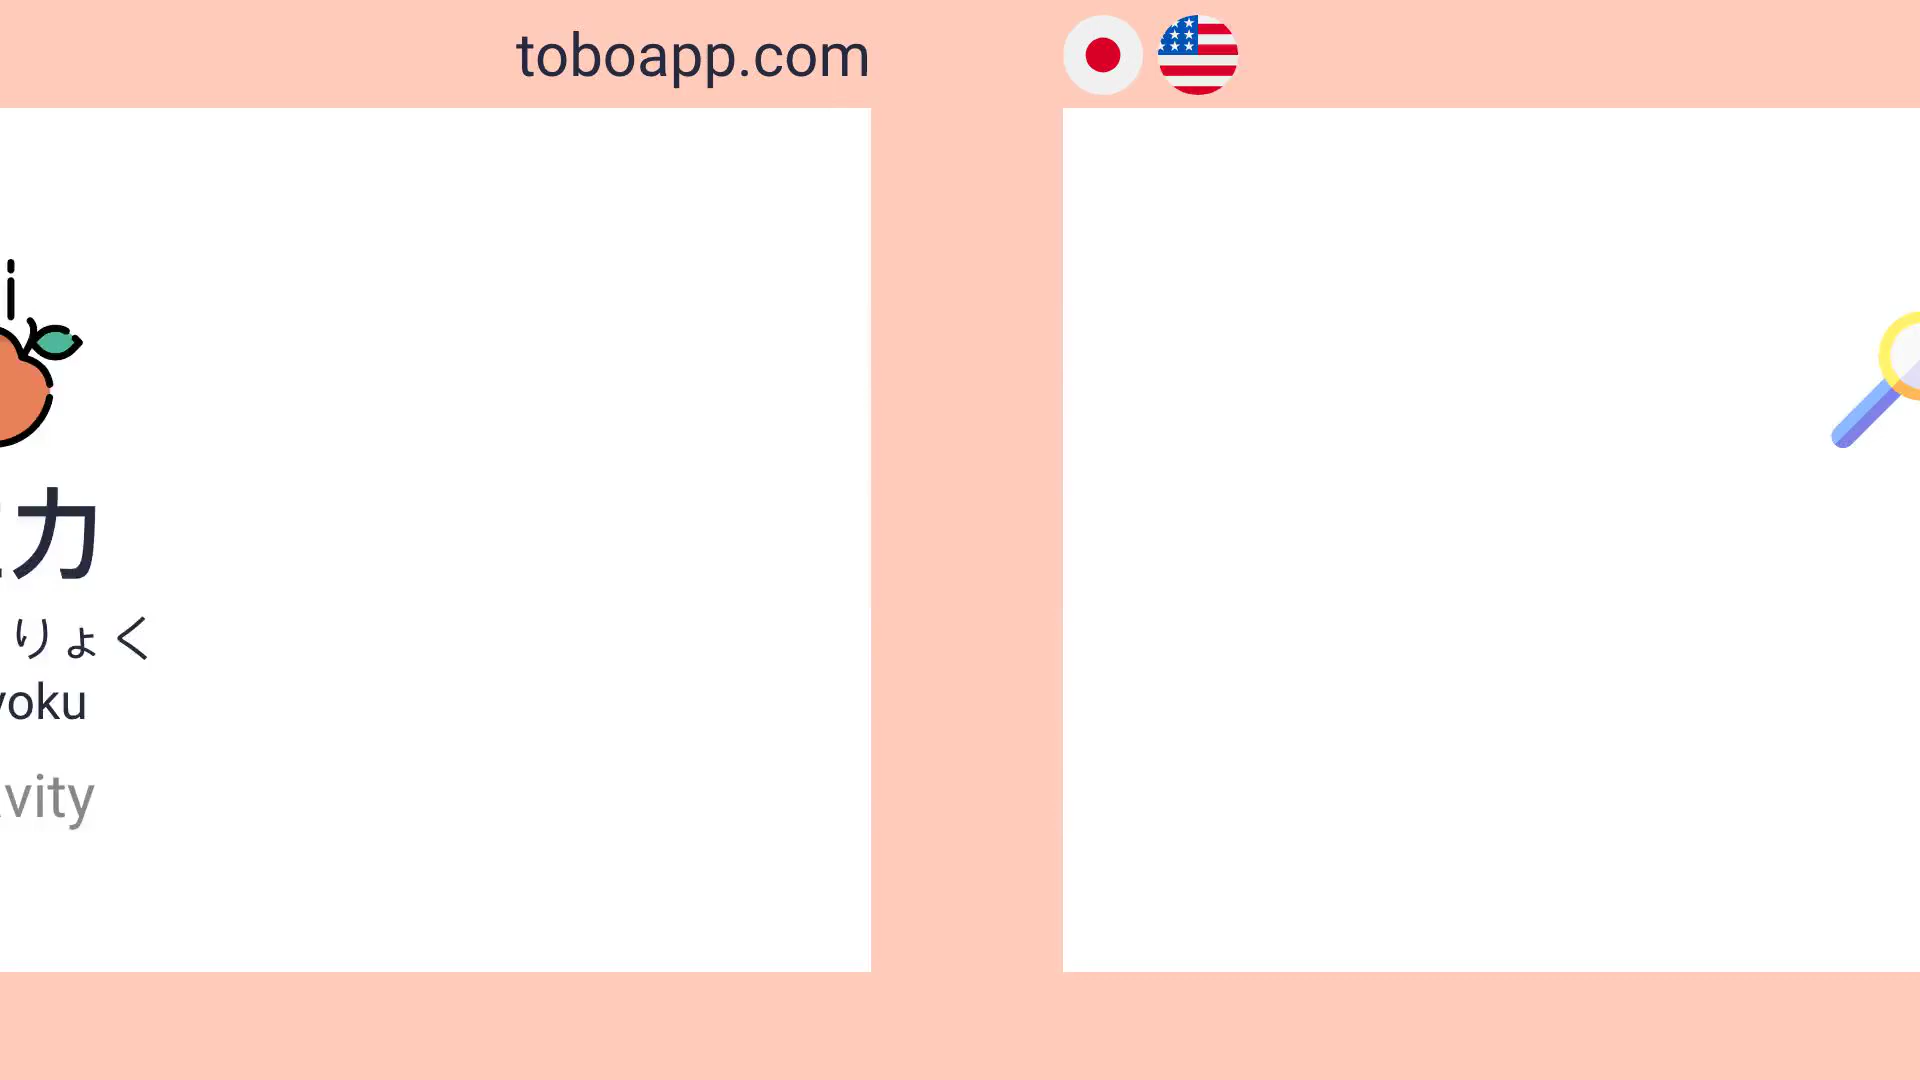 toboapp.com
力
りょく
yoku
vity